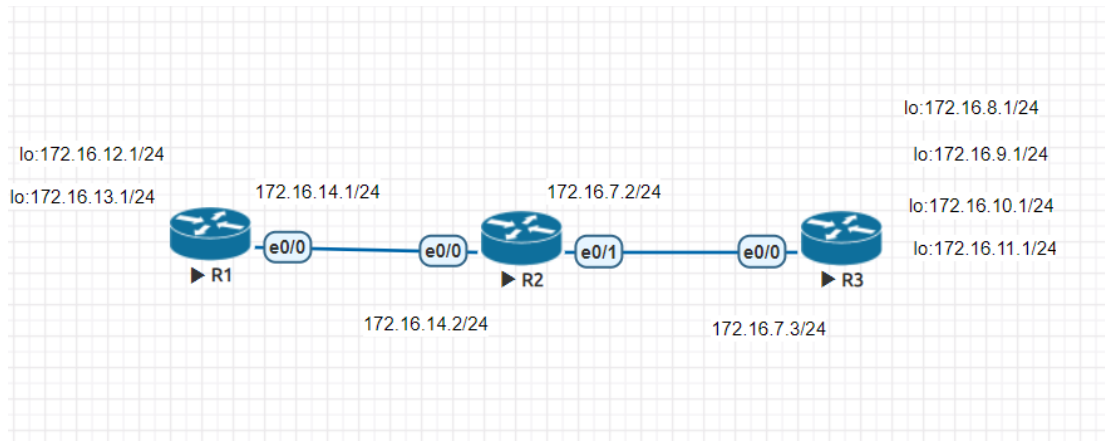 lo:172.16.8.1/24
lo:172.16.12.1/24
lo:172.16.9.1/24
lo:172.16.13.1/24
172.16.14.1/24
172.16.7.2/24
lo:172.16.10.1/24
e0/0
e0/0
e0/1
e0/0
lo:172.16.11.1/24
R1
R2
R3
172.16.14.2/24
172.16.7.3/24